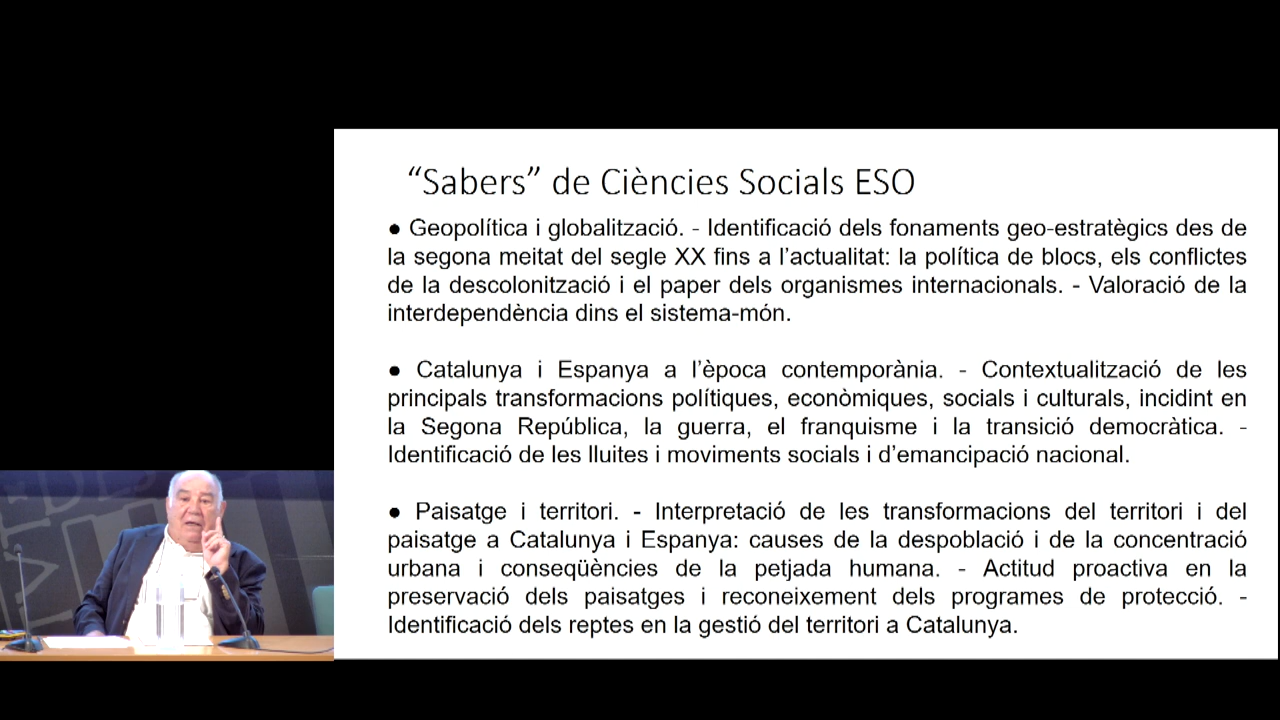 “Sabers” de Ciències Socials ESO
● Geopolítica i globalització. - Identificació dels fonaments geo-estratègics des de
la segona meitat del segle XX fins a l’actualitat: la política de blocs, els conflictes
de la descolonització i el paper dels organismes internacionals. - Valoració de la
interdependència dins el sistema-món.
● Catalunya i Espanya a l’època contemporània. - Contextualització de les
principals transformacions polítiques, econòmiques, socials i culturals, incidint en
la Segona República, la guerra, el franquisme i la transició democràtica. -
Identificació de les lluites i moviments socials i d’emancipació nacional.
● Paisatge i territori. - Interpretació de les transformacions del territori i del
paisatge a Catalunya i Espanya: causes de la despoblació i de la concentració
urbana i conseqüències de la petjada humana. - Actitud proactiva en la
preservació dels paisatges i reconeixement dels programes de protecció. -
Identificació dels reptes en la gestió del territori a Catalunya.